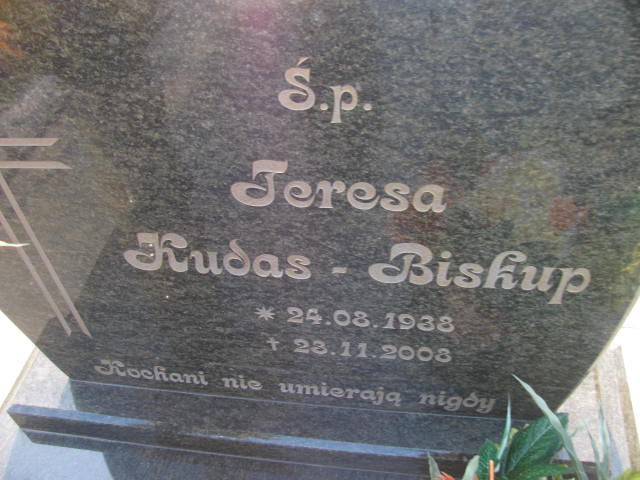 Ś.p.
Teresa
Kudas - Biskup
* 24.08.1938
✝ 23.11.2008
Kochani nie umierają nigdy